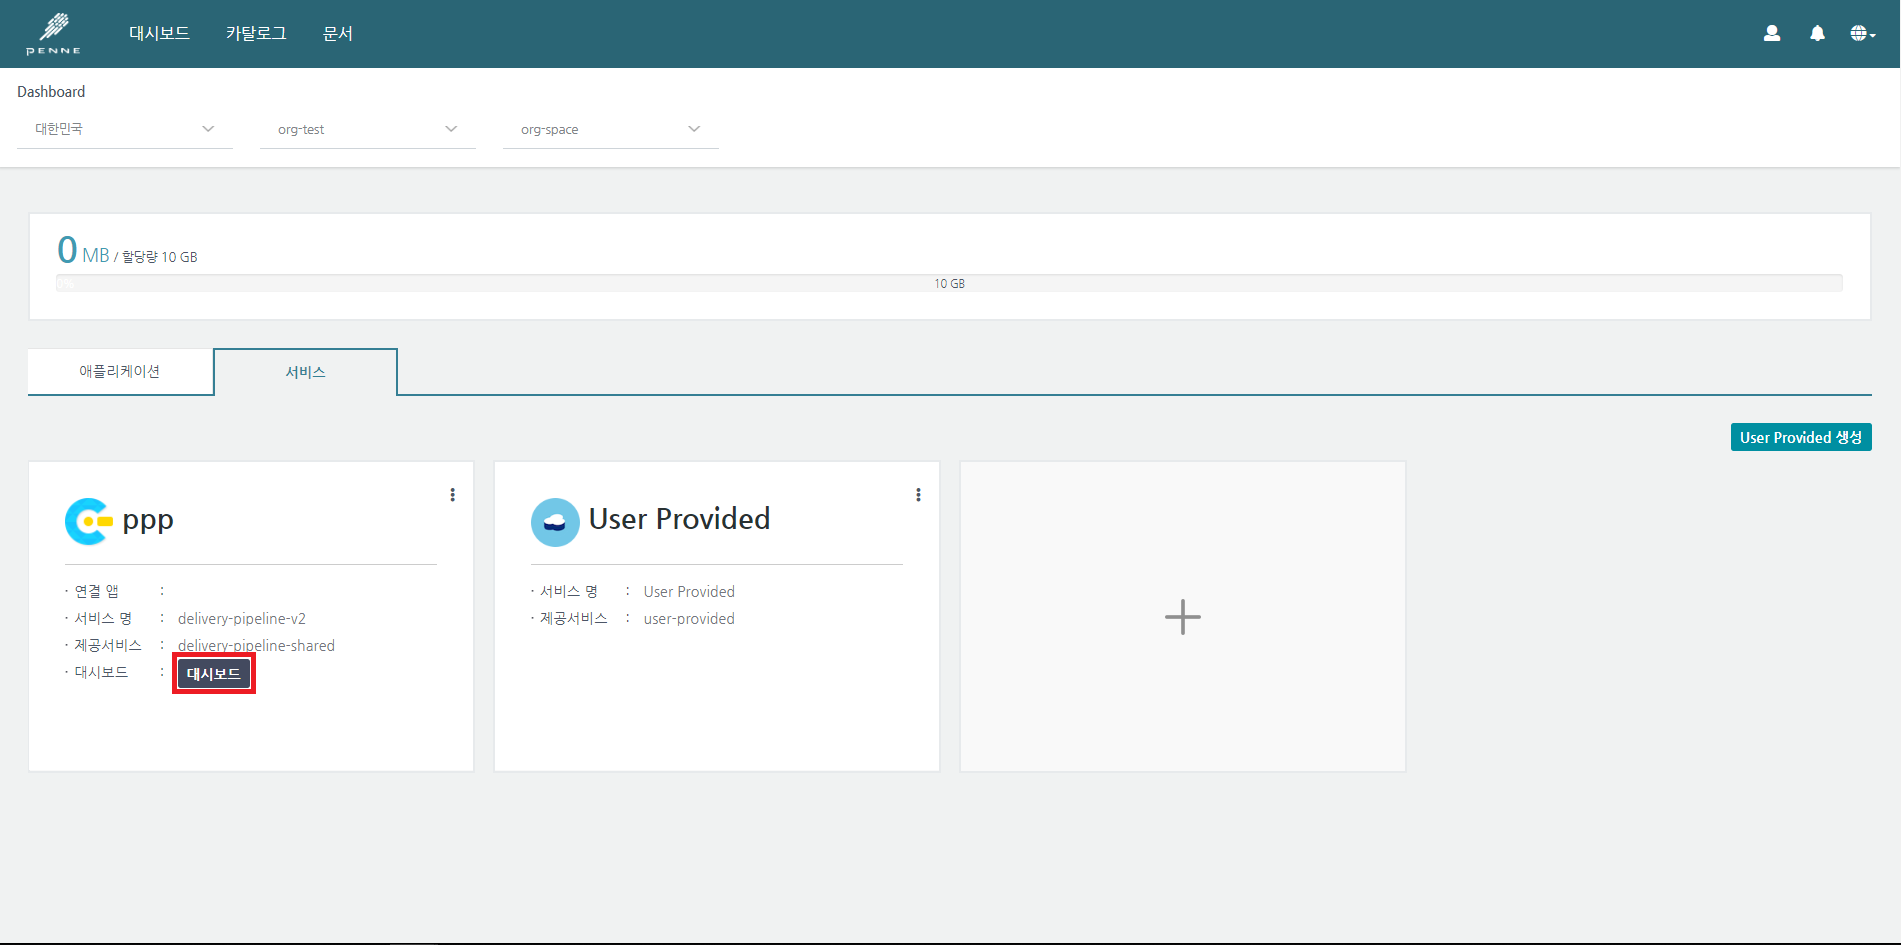 PENNE
대시보드 카탈로그 문서
Dashboard
대한민국 org-test org-space
0 MB / 할당량 10 GB
0% 10 GB
애플리케이션 서비스
User Provided 생성
ppp
· 연결 앱 :
· 서비스 명 : delivery-pipeline-v2
· 제공서비스 : delivery-pipeline-shared
· 대시보드 : 대시보드
User Provided
· 서비스 명 : User Provided
· 제공서비스 : user-provided